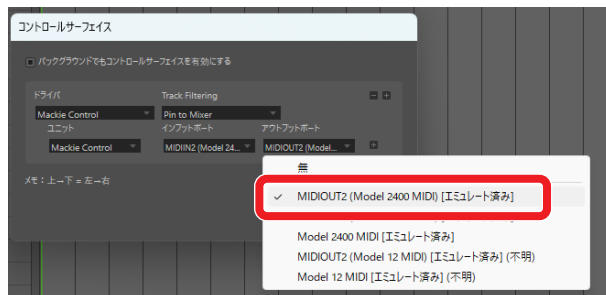 コントロールサーフェイス
バックグラウンドでもコントロールサーフェイスを有効にする
ドライバ Track Filtering
Mackie Control Pin to Mixer
ユニット インプットポート アウトプットポート
Mackie Control MIDIIN2 (Model 24... MIDIOUT2 (Model...
無
メモ：上→下 = 左→右
MIDIOUT2 (Model 2400 MIDI) [エミュレート済み]
Model 2400 MIDI [エミュレート済み]
MIDIOUT2 (Model 12 MIDI) [エミュレート済み] (不明)
Model 12 MIDI [エミュレート済み] (不明)